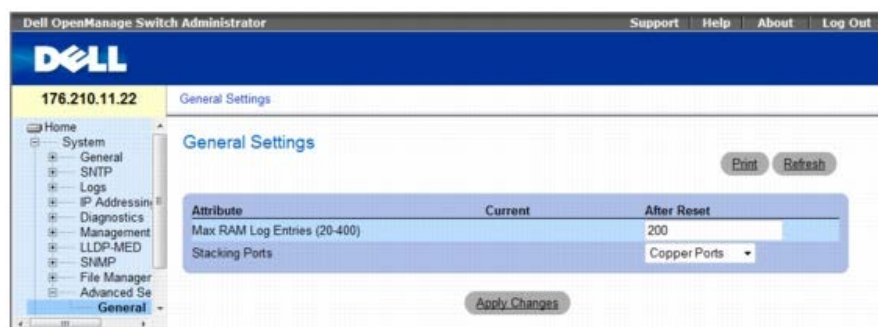 Dell OpenManage Switch Administrator Support Help About Log Out
DELL
176.210.11.22 General Settings
Home
System
General
SNTP
Logs
IP Addressin
Diagnostics
Management
LLDP-MED
SNMP
File Manager
Advanced Se
General
General Settings
Print Refresh
Attribute Current After Reset
Max RAM Log Entries (20-400) 200
Stacking Ports Copper Ports
Apply Changes